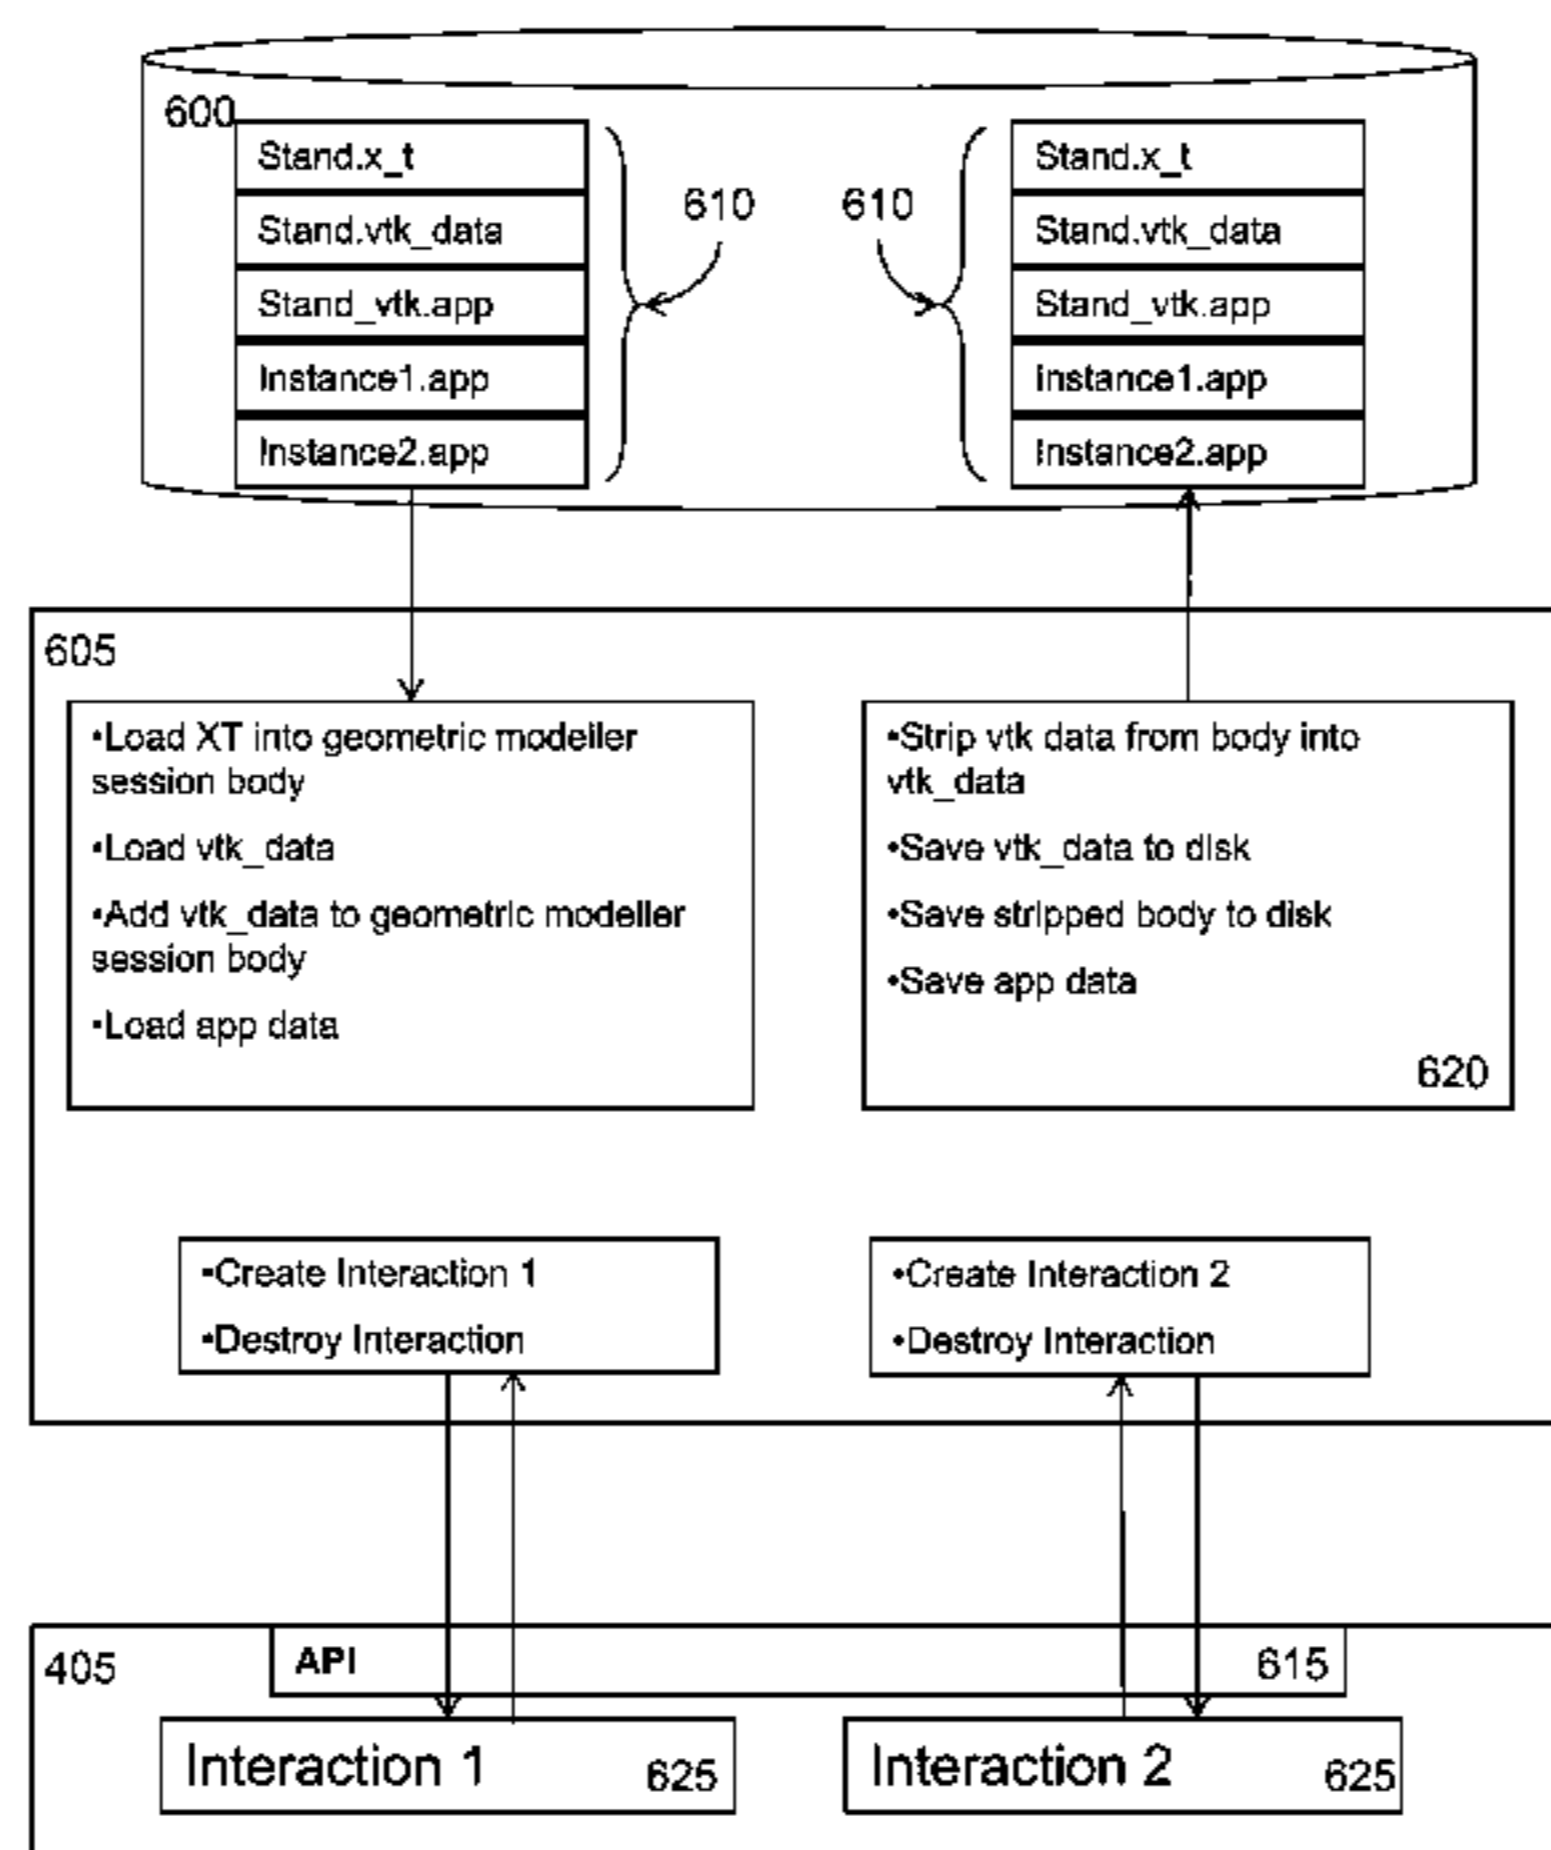 600
Stand.x_t
Stand.vtk_data
Stand_vtk.app
Instance1.app
Instance2.app
610
610
Stand.x_t
Stand.vtk_data
Stand_vtk.app
Instance1.app
Instance2.app
605
•Load XT into geometric modeller
session body
•Load vtk_data
•Add vtk_data to geometric modeller
session body
•Load app data
•Strip vtk data from body into
vtk_data
•Save vtk_data to disk
•Save stripped body to disk
•Save app data
620
•Create Interaction 1
•Destroy Interaction
•Create Interaction 2
•Destroy Interaction
405
API
615
Interaction 1
625
Interaction 2
625